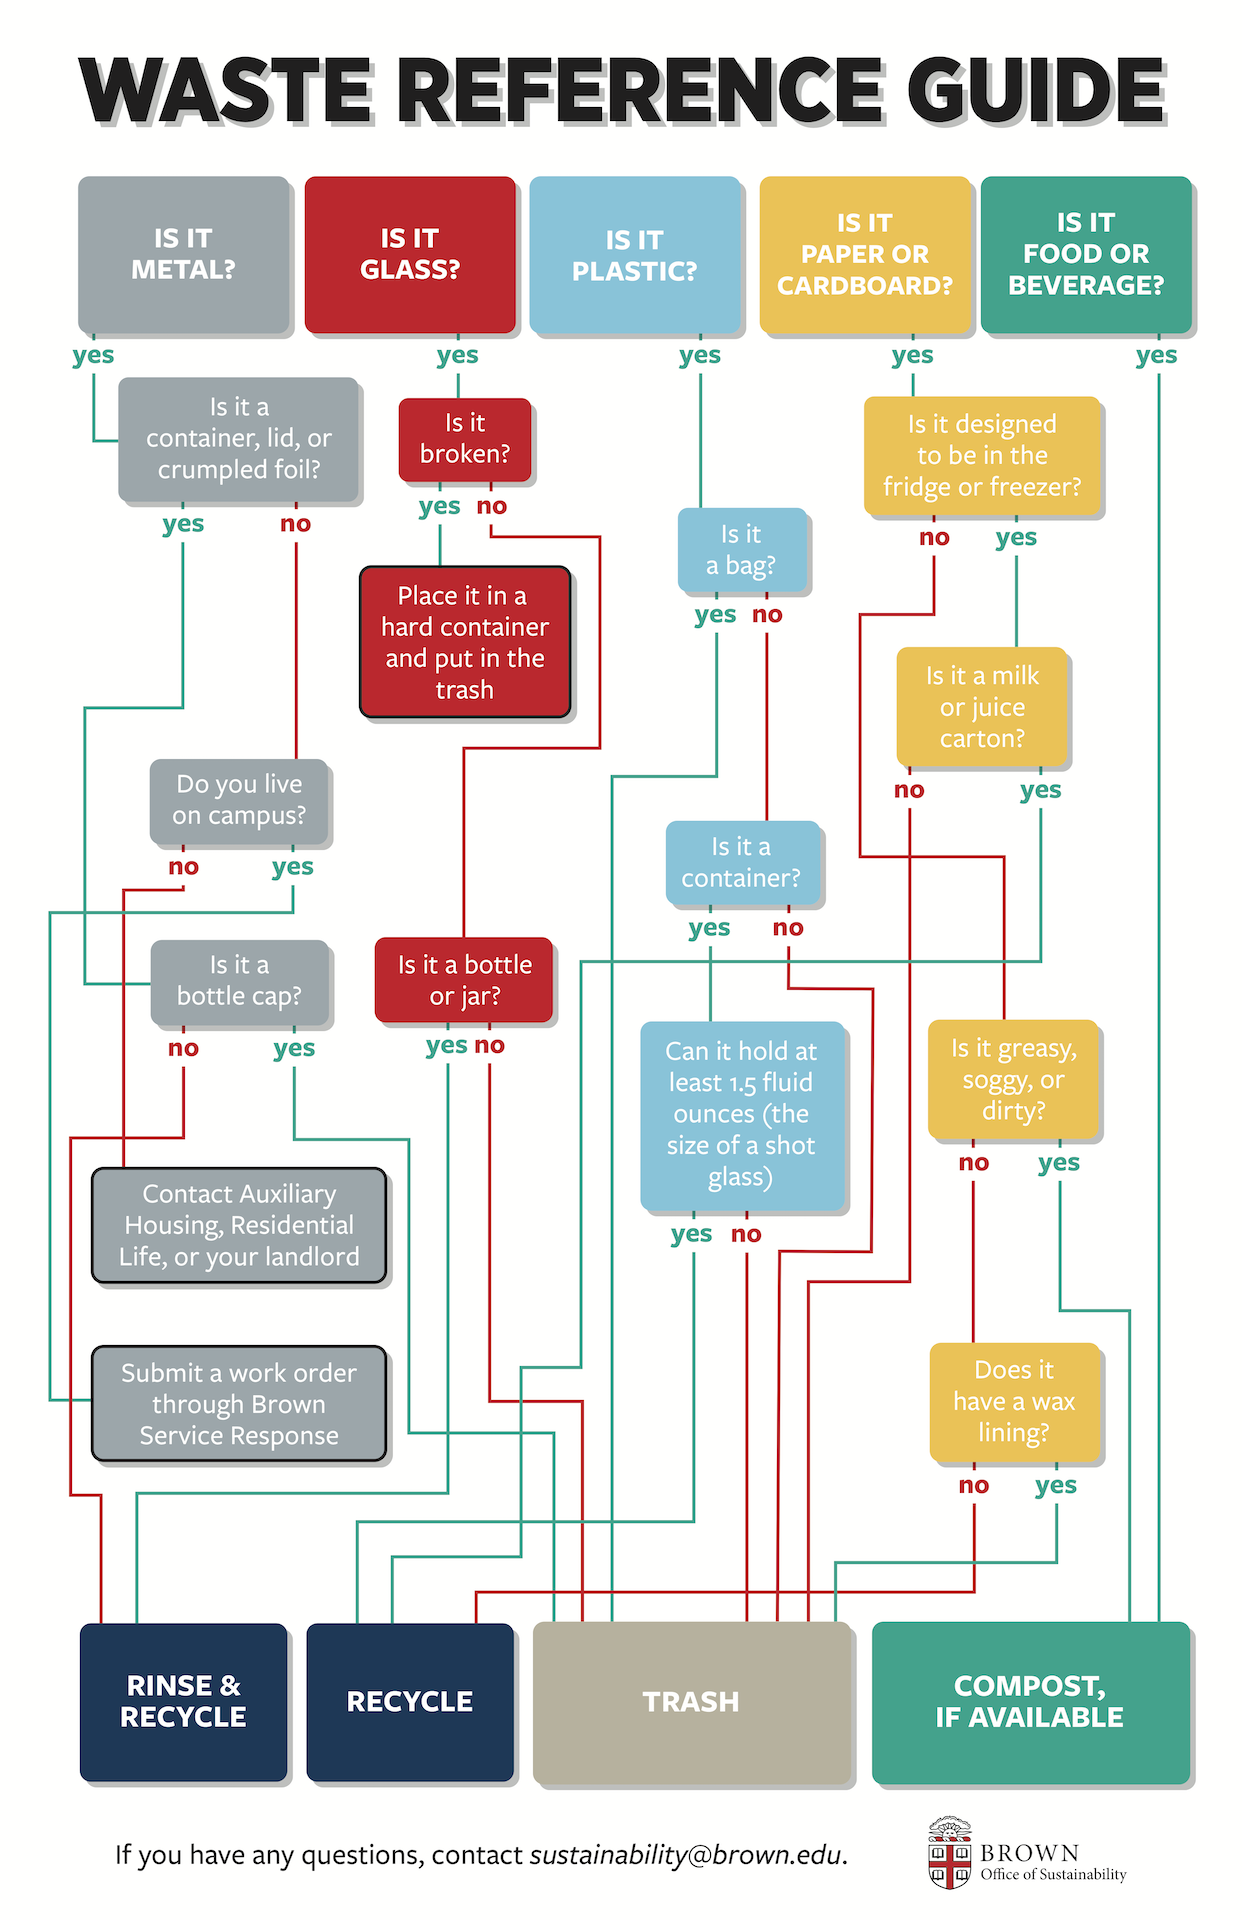 WASTE REFERENCE GUIDE
IS IT
METAL?
IS IT
GLASS?
IS IT
PLASTIC?
IS IT
PAPER OR
CARDBOARD?
IS IT
FOOD OR
BEVERAGE?
yes
yes
yes
yes
yes
Is it a
container, lid, or
crumpled foil?
yes
no
Is it
broken?
yes
no
Is it designed
to be in the
fridge or freezer?
no
yes
Is it
a bag?
yes
no
Place it in a
hard container
and put in the
trash
Is it a milk
or juice
carton?
no
yes
Do you live
on campus?
no
yes
Is it a
container?
yes
no
Is it a
bottle cap?
no
yes
Is it a bottle
or jar?
yes
no
Can it hold at
least 1.5 fluid
ounces (the
size of a shot
glass)
yes
no
Is it greasy,
soggy, or
dirty?
no
yes
Contact Auxiliary
Housing, Residential
Life, or your landlord
Submit a work order
through Brown
Service Response
Does it
have a wax
lining?
no
yes
RINSE &
RECYCLE
RECYCLE
TRASH
COMPOST,
IF AVAILABLE
If you have any questions, contact sustainability@brown.edu.
BROWN
Office of Sustainability